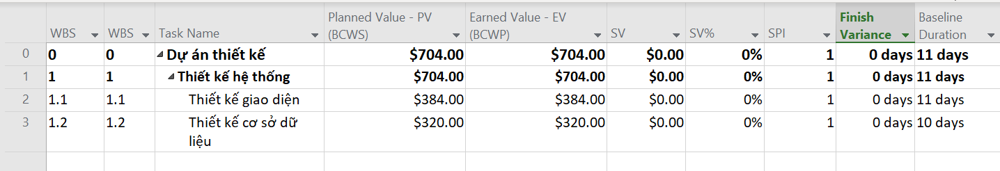 WBS WBS Task Name Planned Value - PV (BCWS) Earned Value - EV (BCWP) SV SV% SPI Finish Variance Baseline Duration
0 0 0 Dự án thiết kế $704.00 $704.00 $0.00 0% 1 0 days 11 days
1 1 1 Thiết kế hệ thống $704.00 $704.00 $0.00 0% 1 0 days 11 days
2 1.1 1.1 Thiết kế giao diện $384.00 $384.00 $0.00 0% 1 0 days 11 days
3 1.2 1.2 Thiết kế cơ sở dữ liệu $320.00 $320.00 $0.00 0% 1 0 days 10 days